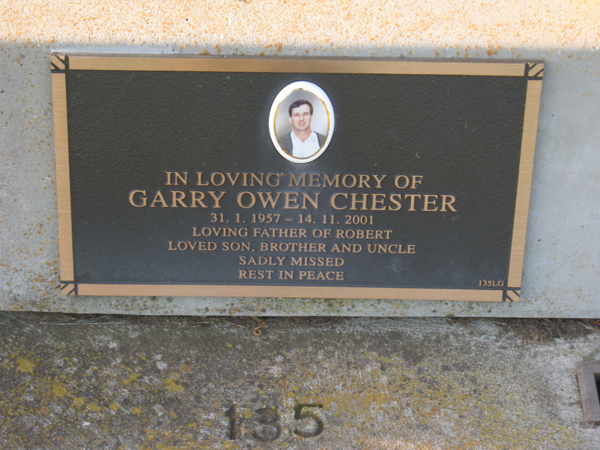 IN LOVING MEMORY OF
GARRY OWEN CHESTER
31. 1. 1957 – 14. 11. 2001
LOVING FATHER OF ROBERT
LOVED SON, BROTHER AND UNCLE
SADLY MISSED
REST IN PEACE
135LG
135